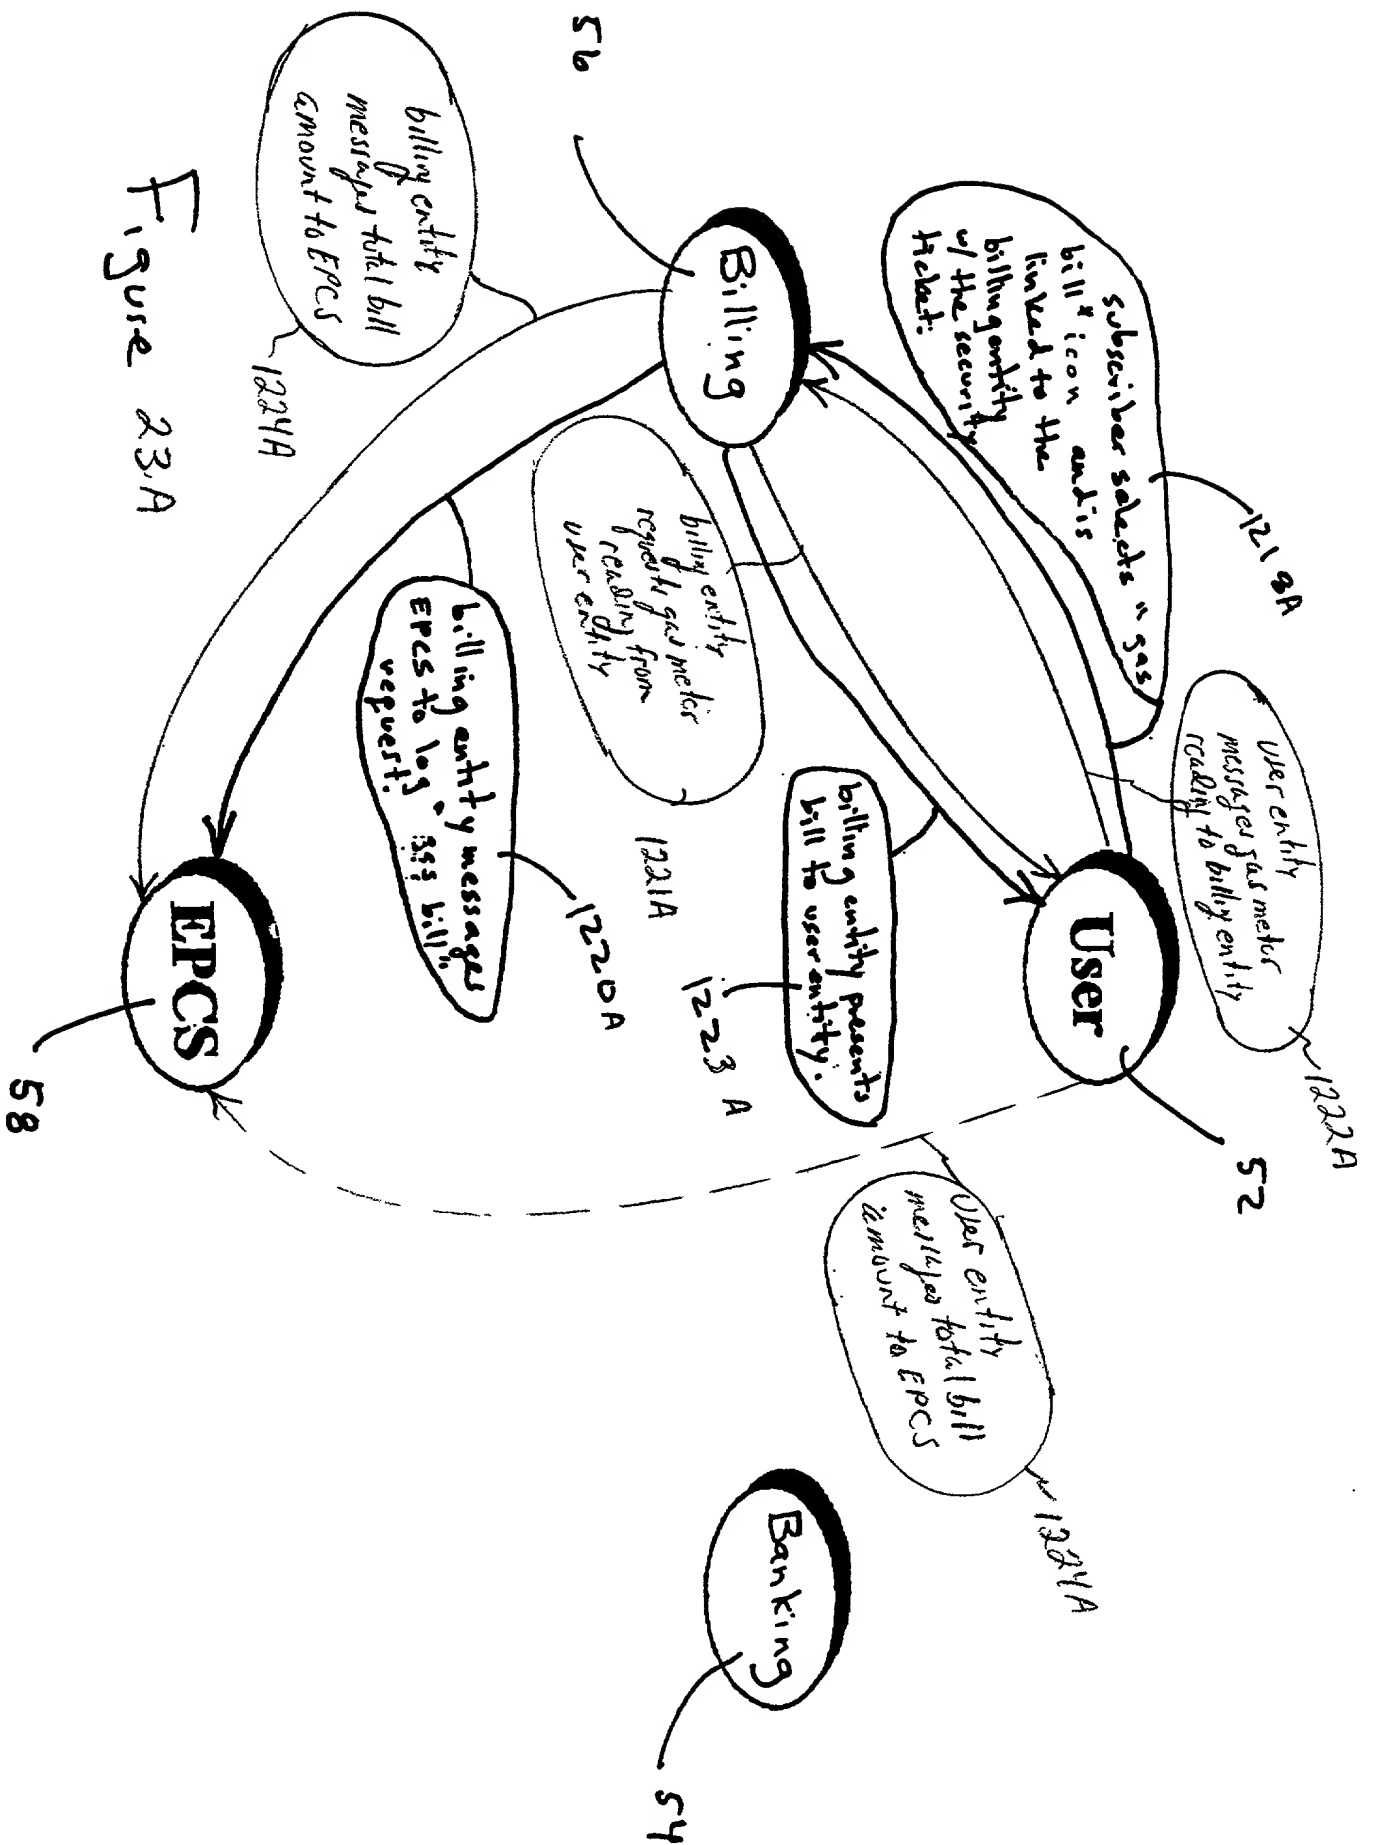 subscriber selects "gas
bill" icon and is
linked to the
billing entity
w/ the security
ticket.
1218A
user entity
messages gas meter
reading to billing entity
1222A
User
52
user entity
messages total bill
amount to EPCS
1224A
56
Billing
billing entity
requests gas meter
reading from
user entity
1221A
billing entity presents
bill to user entity.
1223A
Banking
54
billing entity
messages total bill
amount to EPCS
1224A
billing entity messages
EPCS to log "gas bill"
request.
1220A
EPCS
58
Figure 23A